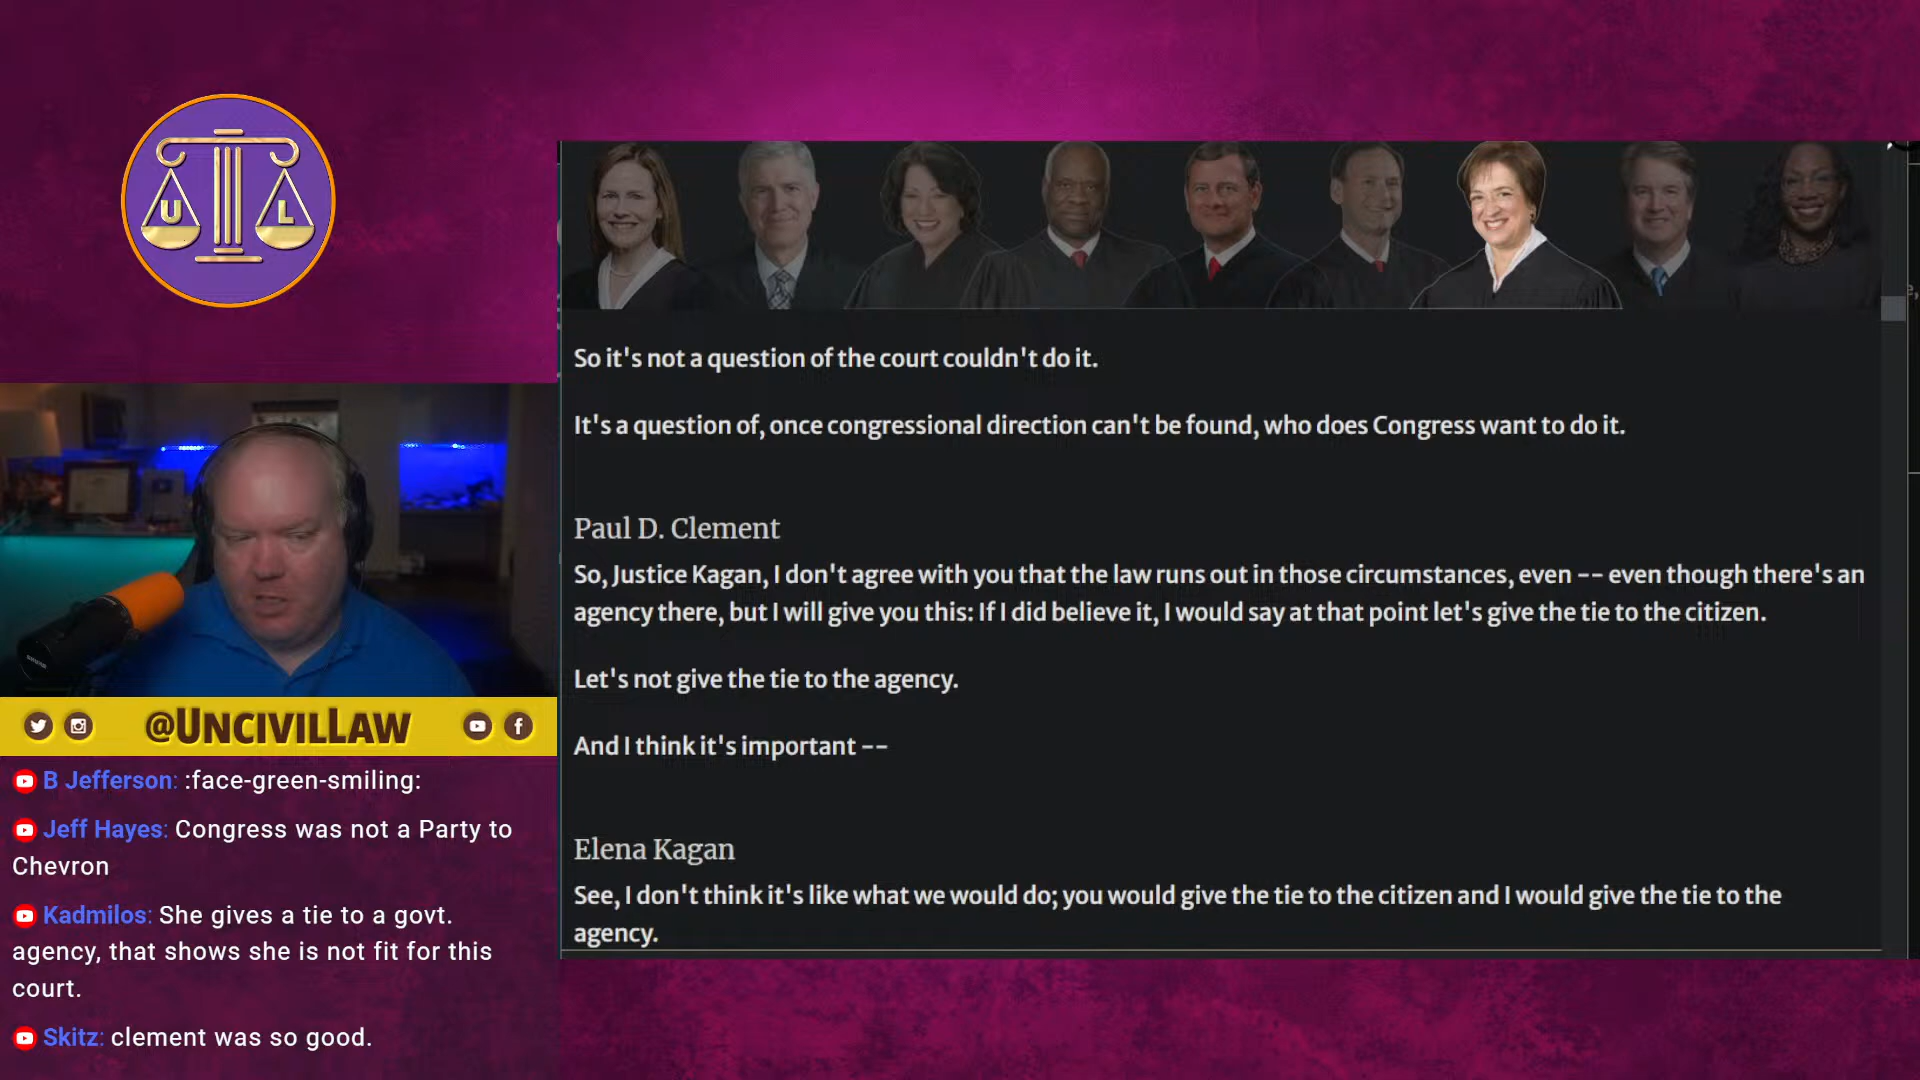 U L
So it's not a question of the court couldn't do it.
It's a question of, once congressional direction can't be found, who does Congress want to do it.
Paul D. Clement
So, Justice Kagan, I don't agree with you that the law runs out in those circumstances, even -- even though there's an
agency there, but I will give you this: If I did believe it, I would say at that point let's give the tie to the citizen.
Let's not give the tie to the agency.
And I think it's important --
Elena Kagan
See, I don't think it's like what we would do; you would give the tie to the citizen and I would give the tie to the
agency.
@UNCIVILLAW
B Jefferson: :face-green-smiling:
Jeff Hayes: Congress was not a Party to
Chevron
Kadmilos: She gives a tie to a govt.
agency, that shows she is not fit for this
court.
Skitz: clement was so good.